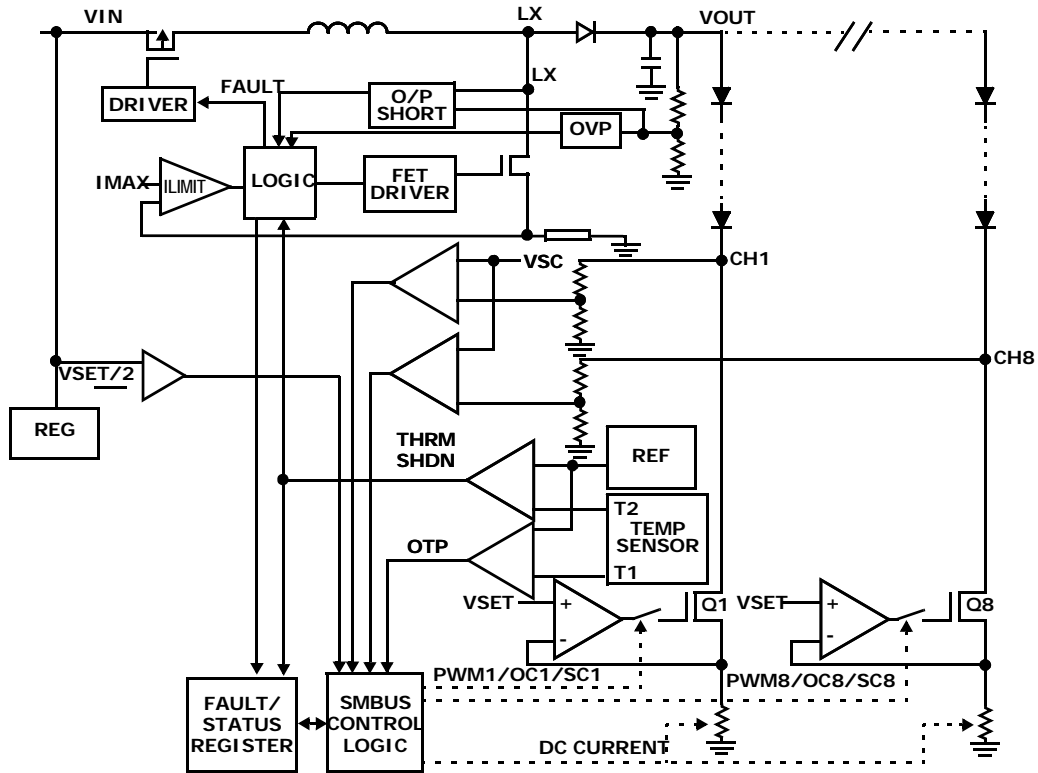 VIN
LX
VOUT
LX
FAULT
DRIVER
O/P
SHORT
OVP
IMAX
ILIMIT
LOGIC
FET
DRIVER
VSC
CH1
VSET/2
CH8
REG
THRM
SHDN
REF
T2
TEMP
SENSOR
T1
OTP
VSET
+
-
Q1
VSET
+
-
Q8
PWM1/OC1/SC1
PWM8/OC8/SC8
FAULT/
STATUS
REGISTER
SMBUS
CONTROL
LOGIC
DC CURRENT